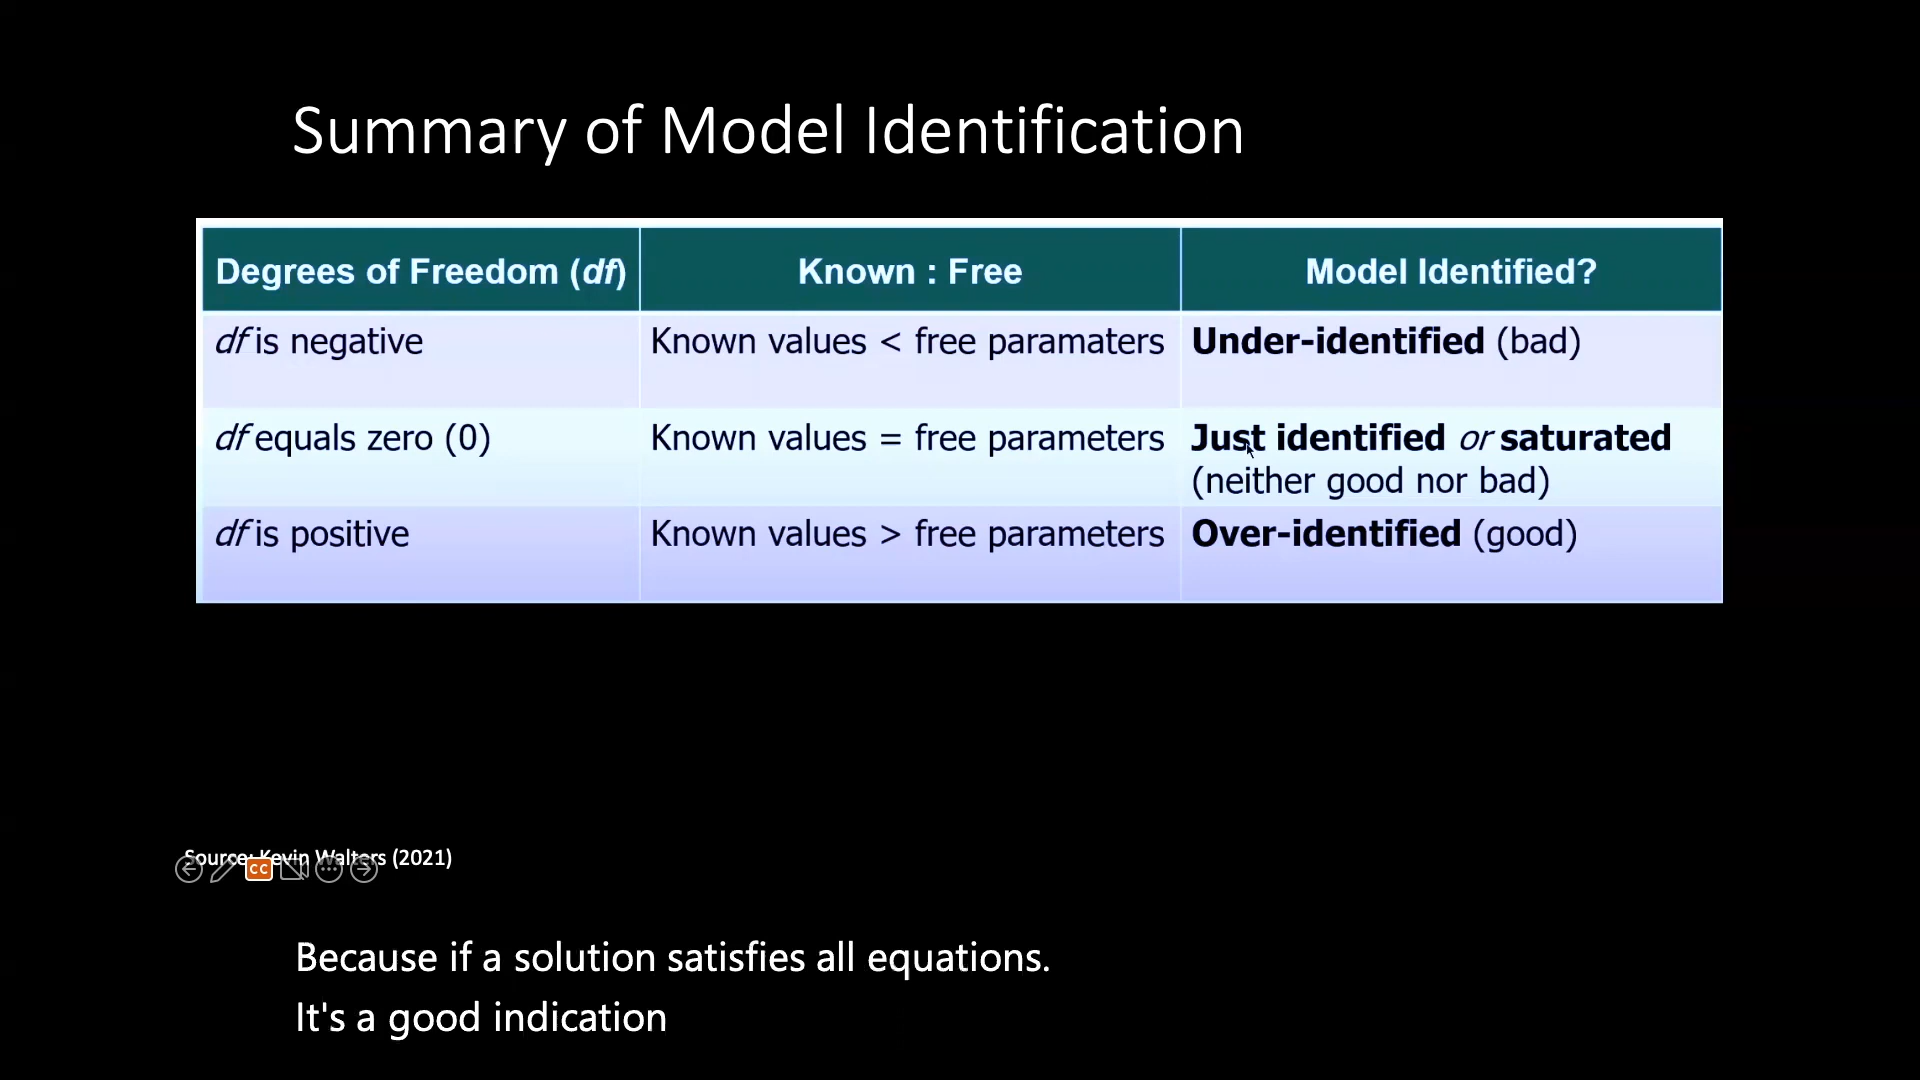 Summary of Model Identification
Degrees of Freedom (df) Known : Free Model Identified?
df is negative Known values < free paramaters Under-identified (bad)
df equals zero (0) Known values = free parameters Just identified or saturated
(neither good nor bad)
df is positive Known values > free parameters Over-identified (good)
Source: Kevin Walters (2021)
CC
Because if a solution satisfies all equations.
It's a good indication